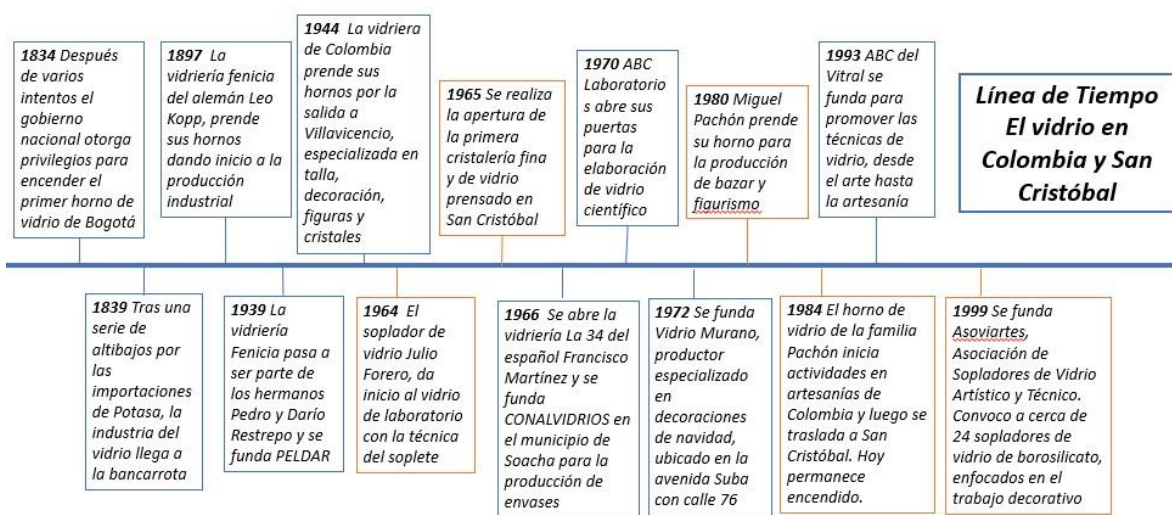 1834 Después
de varios
intentos el
gobierno
nacional otorga
privilegios para
encender el
primer horno de
vidrio de Bogotá
1897 La
vidriería fenicia
del alemán Leo
Kopp, prende
sus hornos
dando inicio a la
producción
industrial
1944 La vidriera
de Colombia
prende sus
hornos por la
salida a
Villavicencio,
especializada en
talla,
decoración,
figuras y
cristales
1965 Se realiza
la apertura de
la primera
cristalería fina
y de vidrio
prensado en
San Cristóbal
1970 ABC
Laboratorio
s abre sus
puertas
para la
elaboración
de vidrio
científico
1980 Miguel
Pachón prende
su horno para
la producción
de bazar y
figurismo
1993 ABC del
Vitral se
funda para
promover las
técnicas de
vidrio, desde
el arte hasta
la artesanía
Línea de Tiempo
El vidrio en
Colombia y San
Cristóbal
1839 Tras una
serie de
altibajos por
las
importaciones
de Potasa, la
industria del
vidrio llega a
la bancarrota
1939 La
vidriería
Fenicia pasa a
ser parte de
los hermanos
Pedro y Darío
Restrepo y se
funda PELDAR
1964 El
soplador de
vidrio Julio
Forero, da
inicio al vidrio
de laboratorio
con la técnica
del soplete
1966 Se abre la
vidriería La 34 del
español Francisco
Martínez y se
funda
CONALVIDRIOS en
el municipio de
Soacha para la
producción de
envases
1972 Se funda
Vidrio Murano,
productor
especializado
en
decoraciones
de navidad,
ubicado en la
avenida Suba
con calle 76
1984 El horno de
vidrio de la familia
Pachón inicia
actividades en
artesanías de
Colombia y luego se
traslada a San
Cristóbal. Hoy
permanece
encendido.
1999 Se funda
Asoviartes,
Asociación de
Sopladores de Vidrio
Artístico y Técnico.
Convoco a cerca de
24 sopladores de
vidrio de borosilicato,
enfocados en el
trabajo decorativo